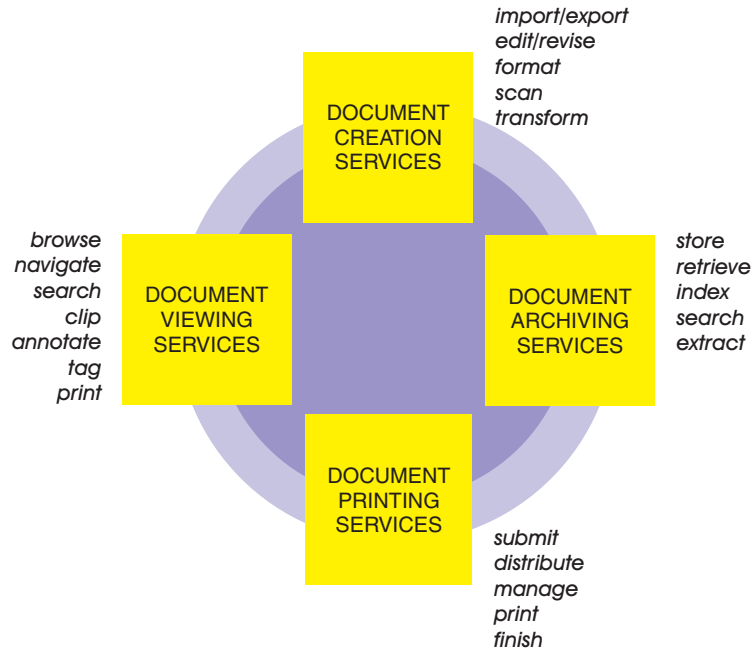 import/export
edit/revise
format
scan
transform
DOCUMENT
CREATION
SERVICES
browse
navigate
search
clip
annotate
tag
print
DOCUMENT
VIEWING
SERVICES
DOCUMENT
ARCHIVING
SERVICES
store
retrieve
index
search
extract
DOCUMENT
PRINTING
SERVICES
submit
distribute
manage
print
finish